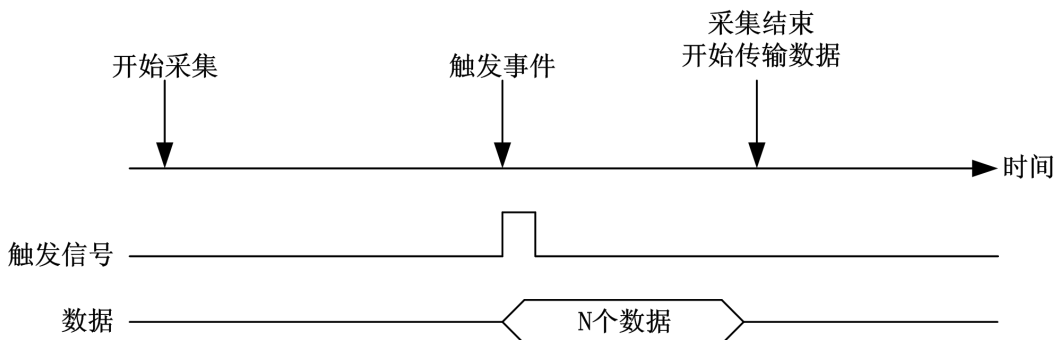 开始采集
触发事件
采集结束
开始传输数据
时间
触发信号
数据
N个数据